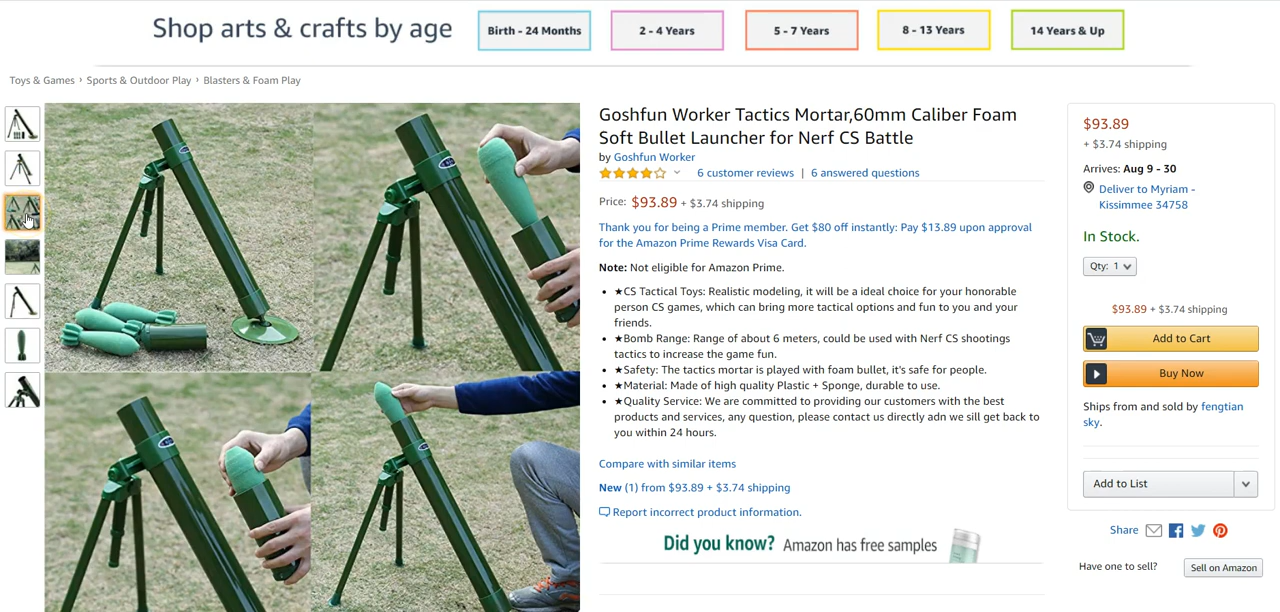 Shop arts & crafts by age
Birth - 24 Months
2 - 4 Years
5 - 7 Years
8 - 13 Years
14 Years & Up
Toys & Games › Sports & Outdoor Play › Blasters & Foam Play
Goshfun Worker Tactics Mortar,60mm Caliber Foam
Soft Bullet Launcher for Nerf CS Battle
by Goshfun Worker
6 customer reviews | 6 answered questions
Price: $93.89 + $3.74 shipping
Thank you for being a Prime member. Get $80 off instantly: Pay $13.89 upon approval
for the Amazon Prime Rewards Visa Card.
Note: Not eligible for Amazon Prime.
• ★CS Tactical Toys: Realistic modeling, it will be a ideal choice for your honorable
person CS games, which can bring more tactical options and fun to you and your
friends.
• ★Bomb Range: Range of about 6 meters, could be used with Nerf CS shootings
tactics to increase the game fun.
• ★Safety: The tactics mortar is played with foam bullet, it's safe for people.
• ★Material: Made of high quality Plastic + Sponge, durable to use.
• ★Quality Service: We are committed to providing our customers with the best
products and services, any question, please contact us directly adn we sill get back to
you within 24 hours.
Compare with similar items
New (1) from $93.89 + $3.74 shipping
Report incorrect product information.
Did you know? Amazon has free samples
$93.89
+ $3.74 shipping
Arrives: Aug 9 - 30
Deliver to Myriam -
Kissimmee 34758
In Stock.
Qty: 1
$93.89 + $3.74 shipping
Add to Cart
Buy Now
Ships from and sold by fengtian
sky.
Add to List
Share
Have one to sell?
Sell on Amazon